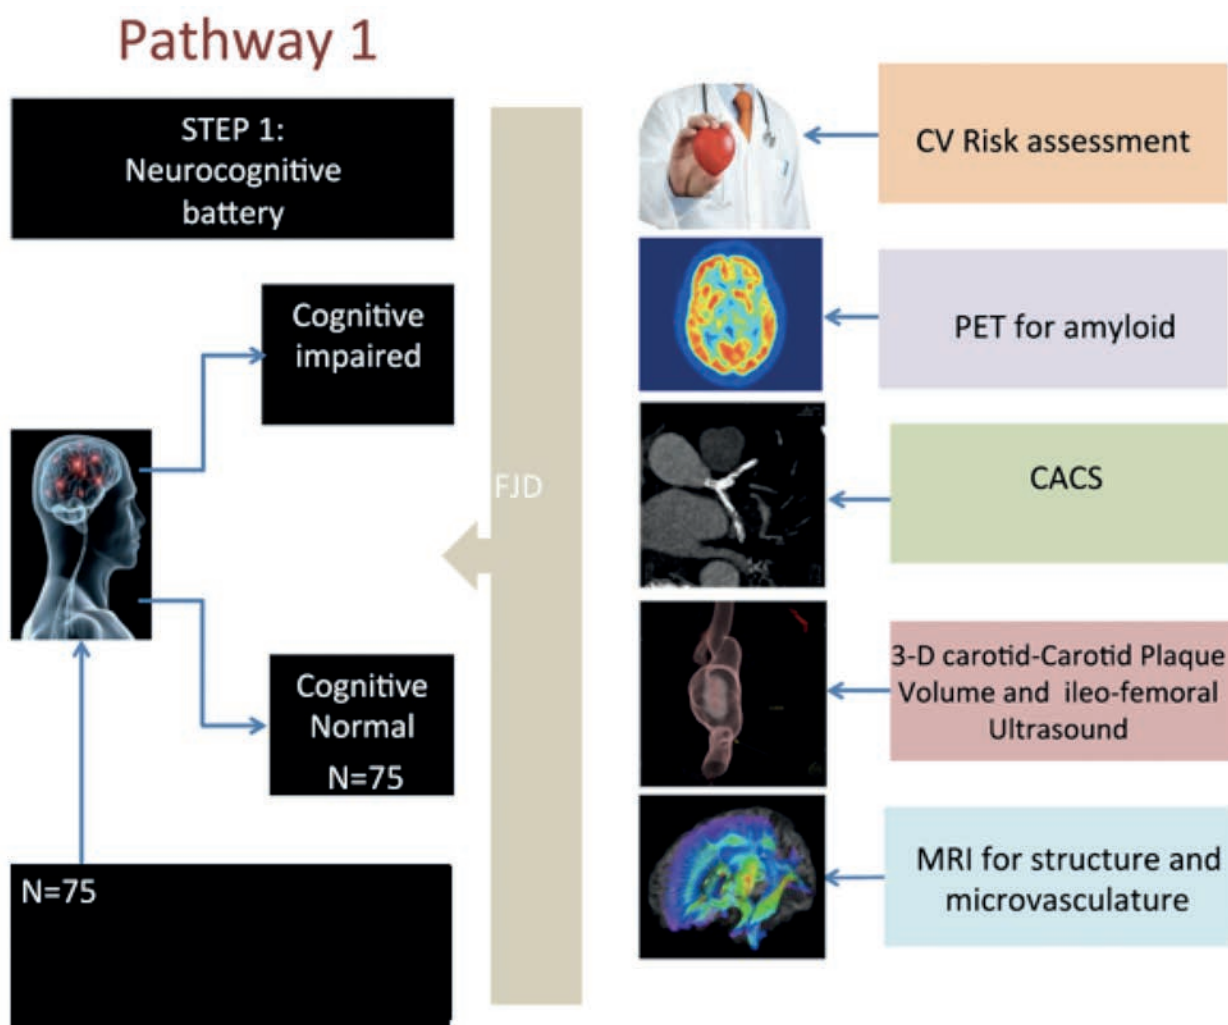 Pathway 1
STEP 1:
Neurocognitive
battery
Cognitive
impaired
Cognitive
Normal
N=75
N=75
FJD
CV Risk assessment
PET for amyloid
CACS
3-D carotid-Carotid Plaque
Volume and ileo-femoral
Ultrasound
MRI for structure and
microvasculature